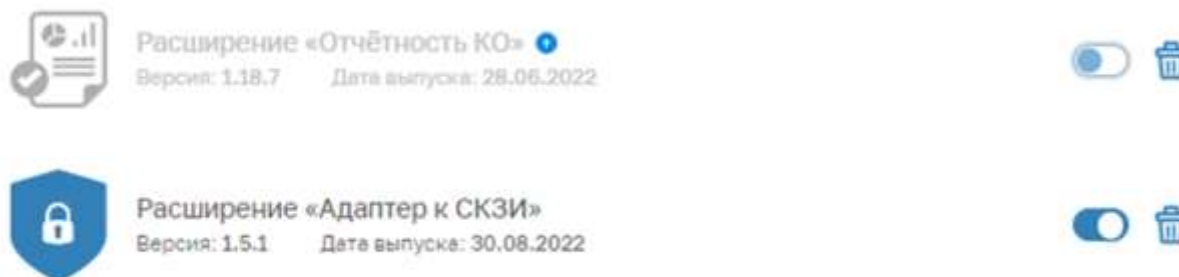 Расширение «Отчётность КО»
Версия: 1.18.7 Дата выпуска: 28.06.2022
Расширение «Адаптер к СКЗИ»
Версия: 1.5.1 Дата выпуска: 30.08.2022